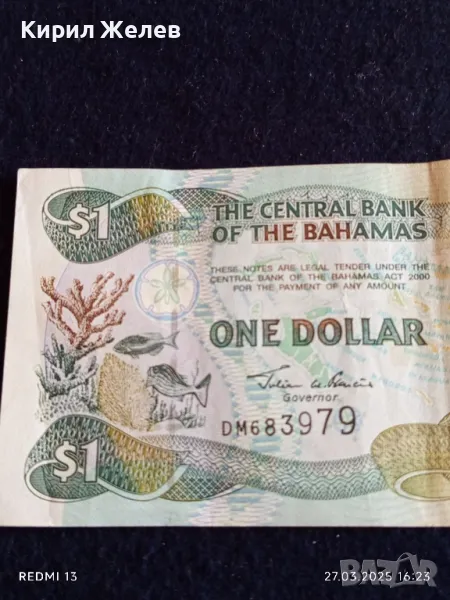 Кирил Желев
$1
THE CENTRAL BANK
OF THE BAHAMAS
THESE NOTES ARE LEGAL TENDER UNDER THE
CENTRAL BANK OF THE BAHAMAS ACT 2000
FOR THE PAYMENT OF ANY AMOUNT
ONE DOLLAR
Governor
DM683979
$1
BAZAR
REDMI 13
27.03.2025 16:23